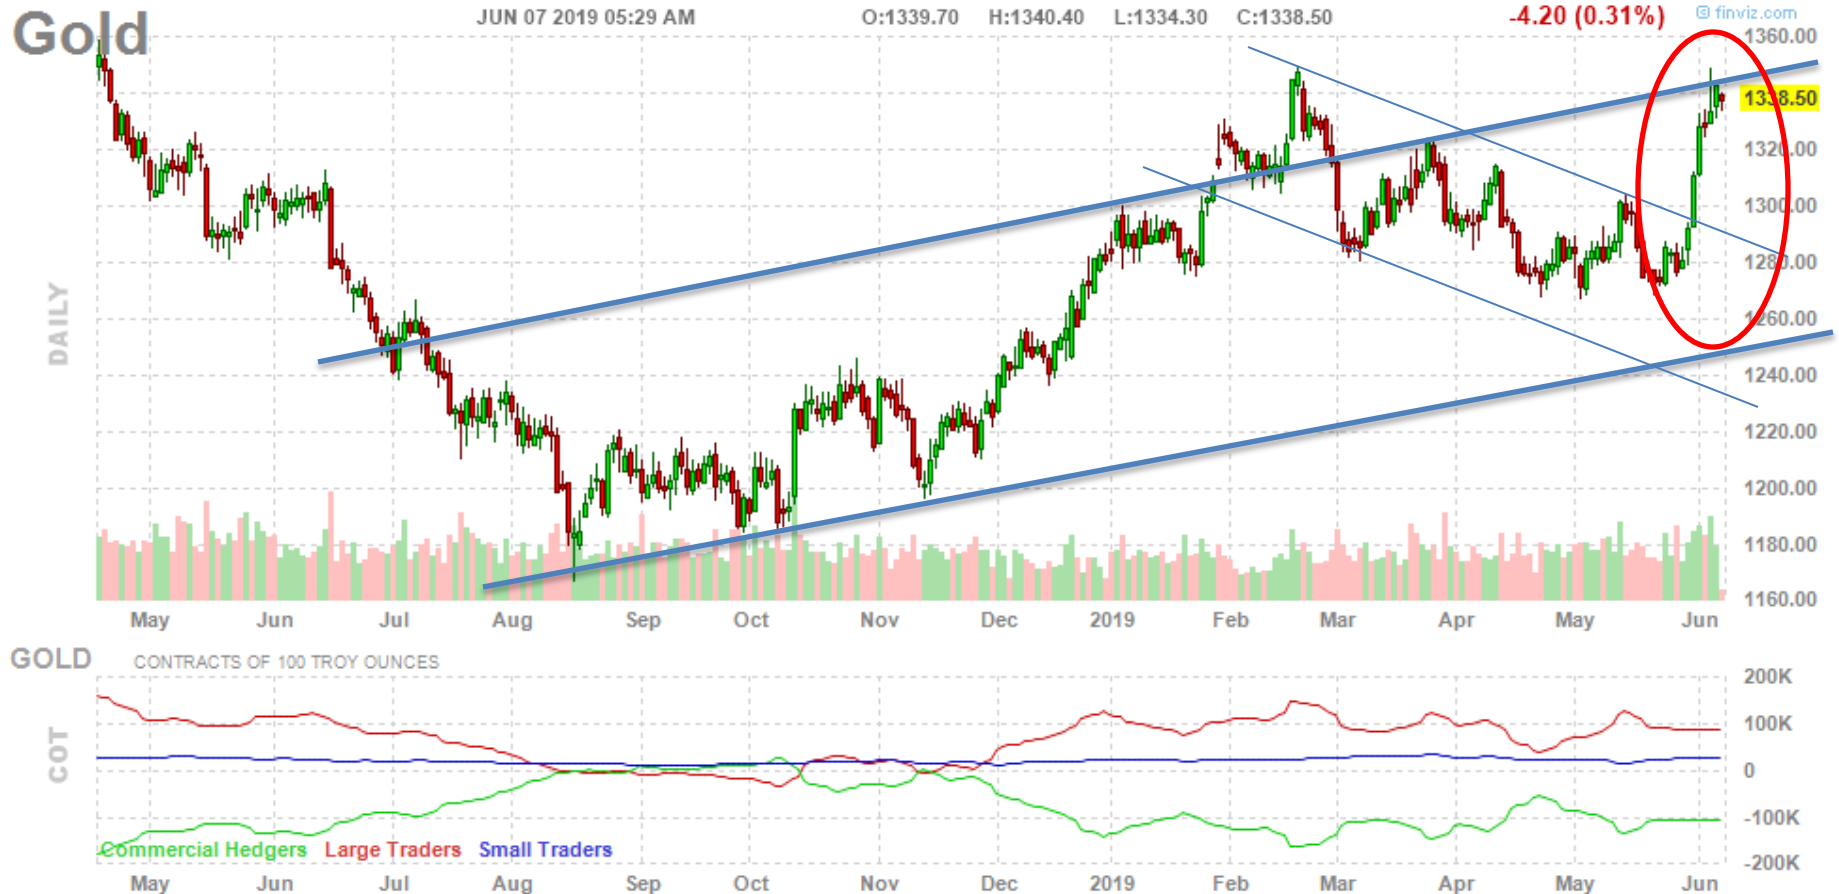 Gold
JUN 07 2019 05:29 AM O:1339.70 H:1340.40 L:1334.30 C:1338.50 -4.20 (0.31%) © finviz.com
1360.00
1338.50
1320.00
1300.00
1280.00
1260.00
1240.00
1220.00
1200.00
1180.00
1160.00
DAILY
May Jun Jul Aug Sep Oct Nov Dec 2019 Feb Mar Apr May Jun
GOLD CONTRACTS OF 100 TROY OUNCES
200K
100K
0
-100K
-200K
COT
Commercial Hedgers Large Traders Small Traders
May Jun Jul Aug Sep Oct Nov Dec 2019 Feb Mar Apr May Jun